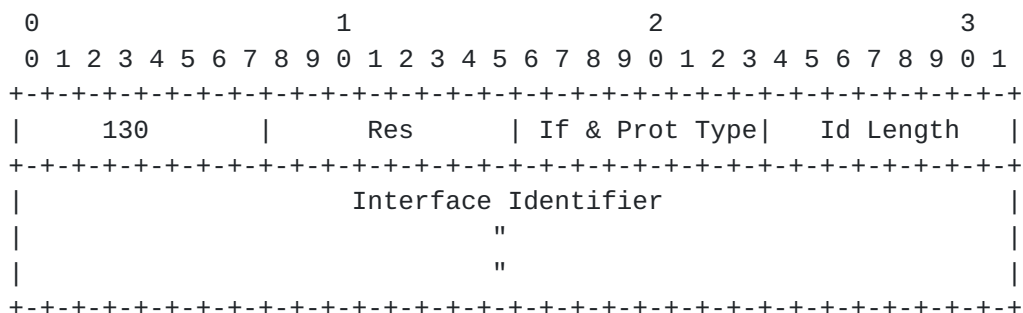 0                   1                   2                   3
 0 1 2 3 4 5 6 7 8 9 0 1 2 3 4 5 6 7 8 9 0 1 2 3 4 5 6 7 8 9 0 1
+-+-+-+-+-+-+-+-+-+-+-+-+-+-+-+-+-+-+-+-+-+-+-+-+-+-+-+-+-+-+-+-+
|     130       |      Res      | If & Prot Type|   Id Length   |
+-+-+-+-+-+-+-+-+-+-+-+-+-+-+-+-+-+-+-+-+-+-+-+-+-+-+-+-+-+-+-+-+
|                     Interface Identifier                      |
|                              "                                |
|                              "                                |
+-+-+-+-+-+-+-+-+-+-+-+-+-+-+-+-+-+-+-+-+-+-+-+-+-+-+-+-+-+-+-+-+